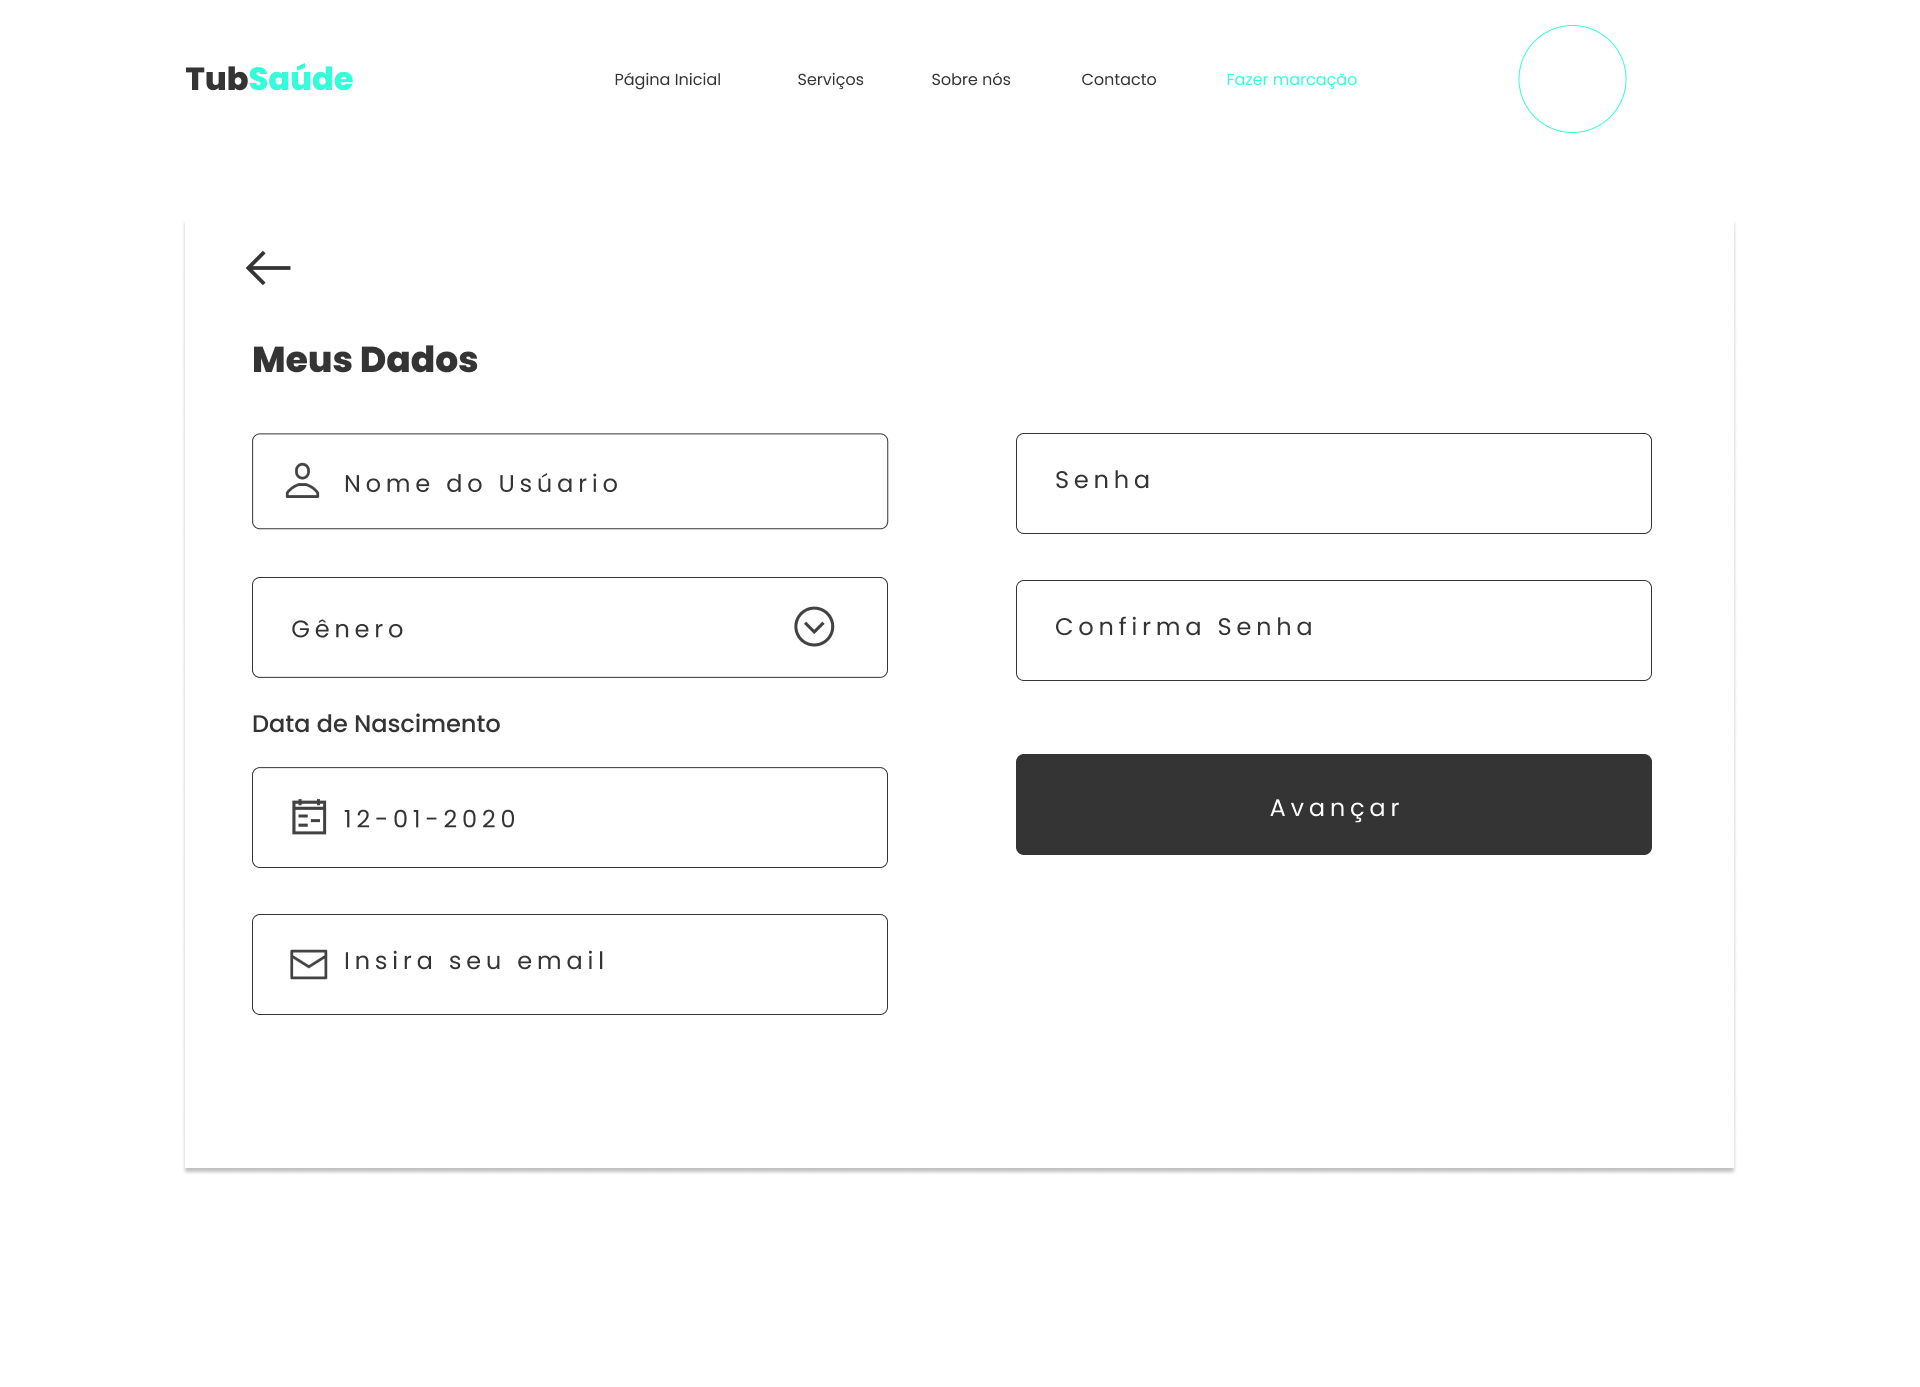 TubSaúde
Página Inicial
Serviços
Sobre nós
Contacto
Fazer marcação
Meus Dados
Nome do Usúario
Gênero
Data de Nascimento
12-01-2020
Insira seu email
Senha
Confirma Senha
Avançar